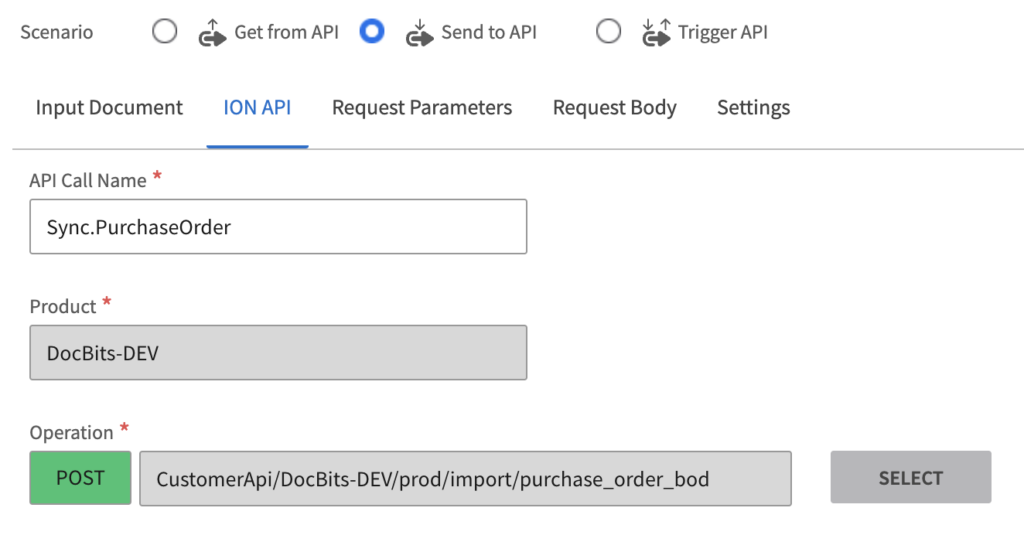 Scenario Get from API Send to API Trigger API
Input Document ION API Request Parameters Request Body Settings
API Call Name *
Sync.PurchaseOrder
Product *
DocBits-DEV
Operation *
POST CustomerApi/DocBits-DEV/prod/import/purchase_order_bod SELECT